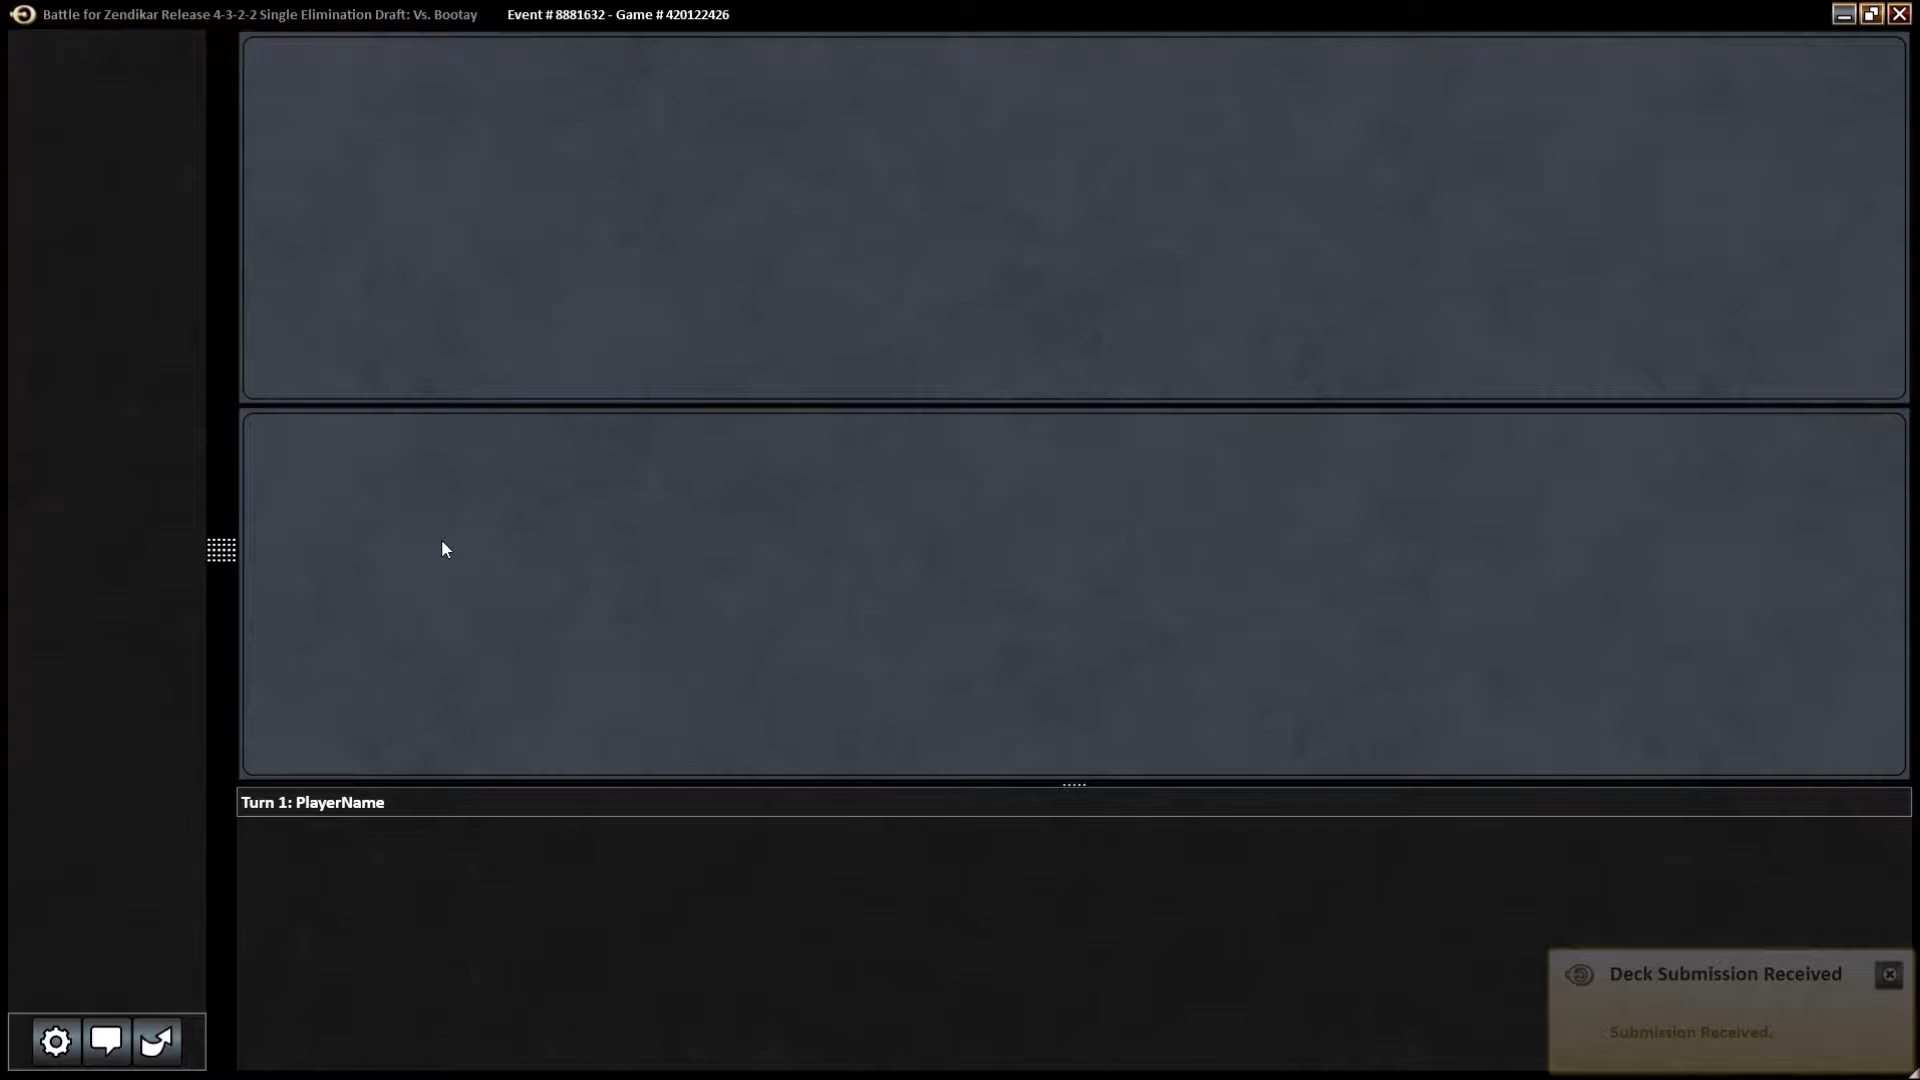 Battle for Zendikar Release 4-3-2-2 Single Elimination Draft: Vs. Bootay
Event # 8881632 - Game # 420122426
Turn 1: PlayerName
Deck Submission Received
Submission Received.